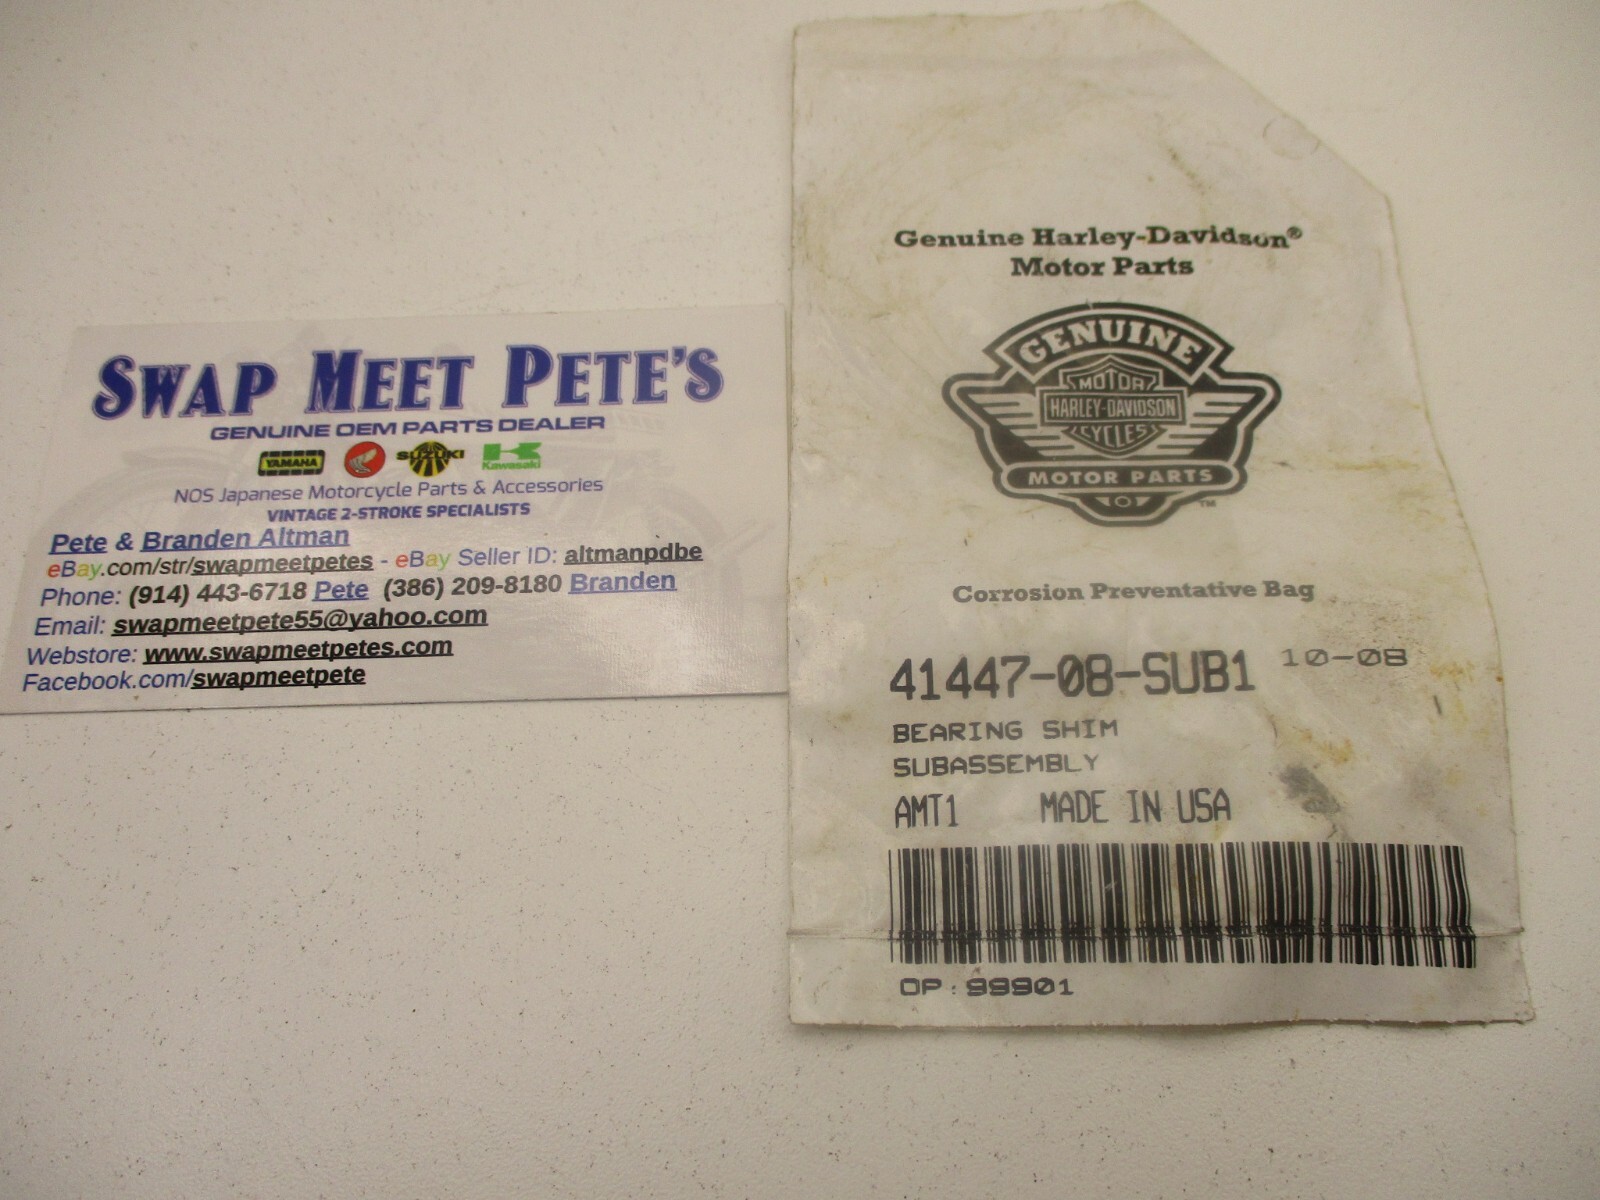 SWAP MEET PETE'S
GENUINE OEM PARTS DEALER
YAMAHA SUZUKI Kawasaki
NOS Japanese Motorcycle Parts & Accessories
VINTAGE 2-STROKE SPECIALISTS
Pete & Branden Altman
eBay.com/str/swapmeetpetes - eBay Seller ID: altmanpdbe
Phone: (914) 443-6718 Pete (386) 209-8180 Branden
Email: swapmeetpete55@yahoo.com
Webstore: www.swapmeetpetes.com
Facebook.com/swapmeetpete
Genuine Harley-Davidson®
Motor Parts
GENUINE
MOTOR
HARLEY-DAVIDSON
CYCLES
MOTOR PARTS
TM
Corrosion Preventative Bag
41447-08-SUB1 10-08
BEARING SHIM
SUBASSEMBLY
AMT1 MADE IN USA
OP: 99901